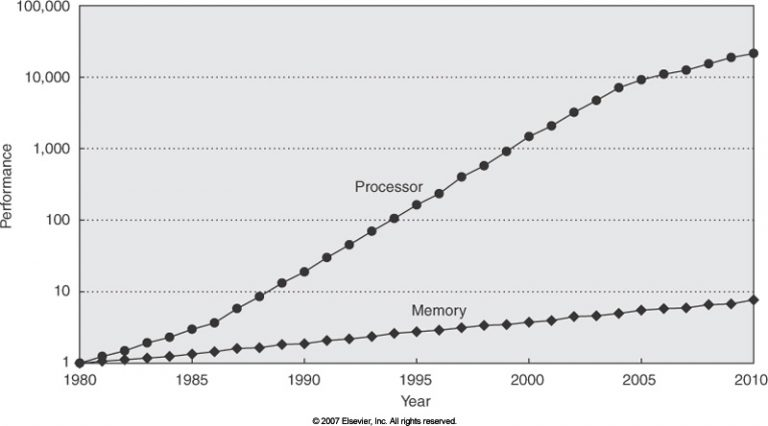 100,000
10,000
1,000
100
10
1
Performance
Processor
Memory
1980 1985 1990 1995 2000 2005 2010
Year
© 2007 Elsevier, Inc. All rights reserved.